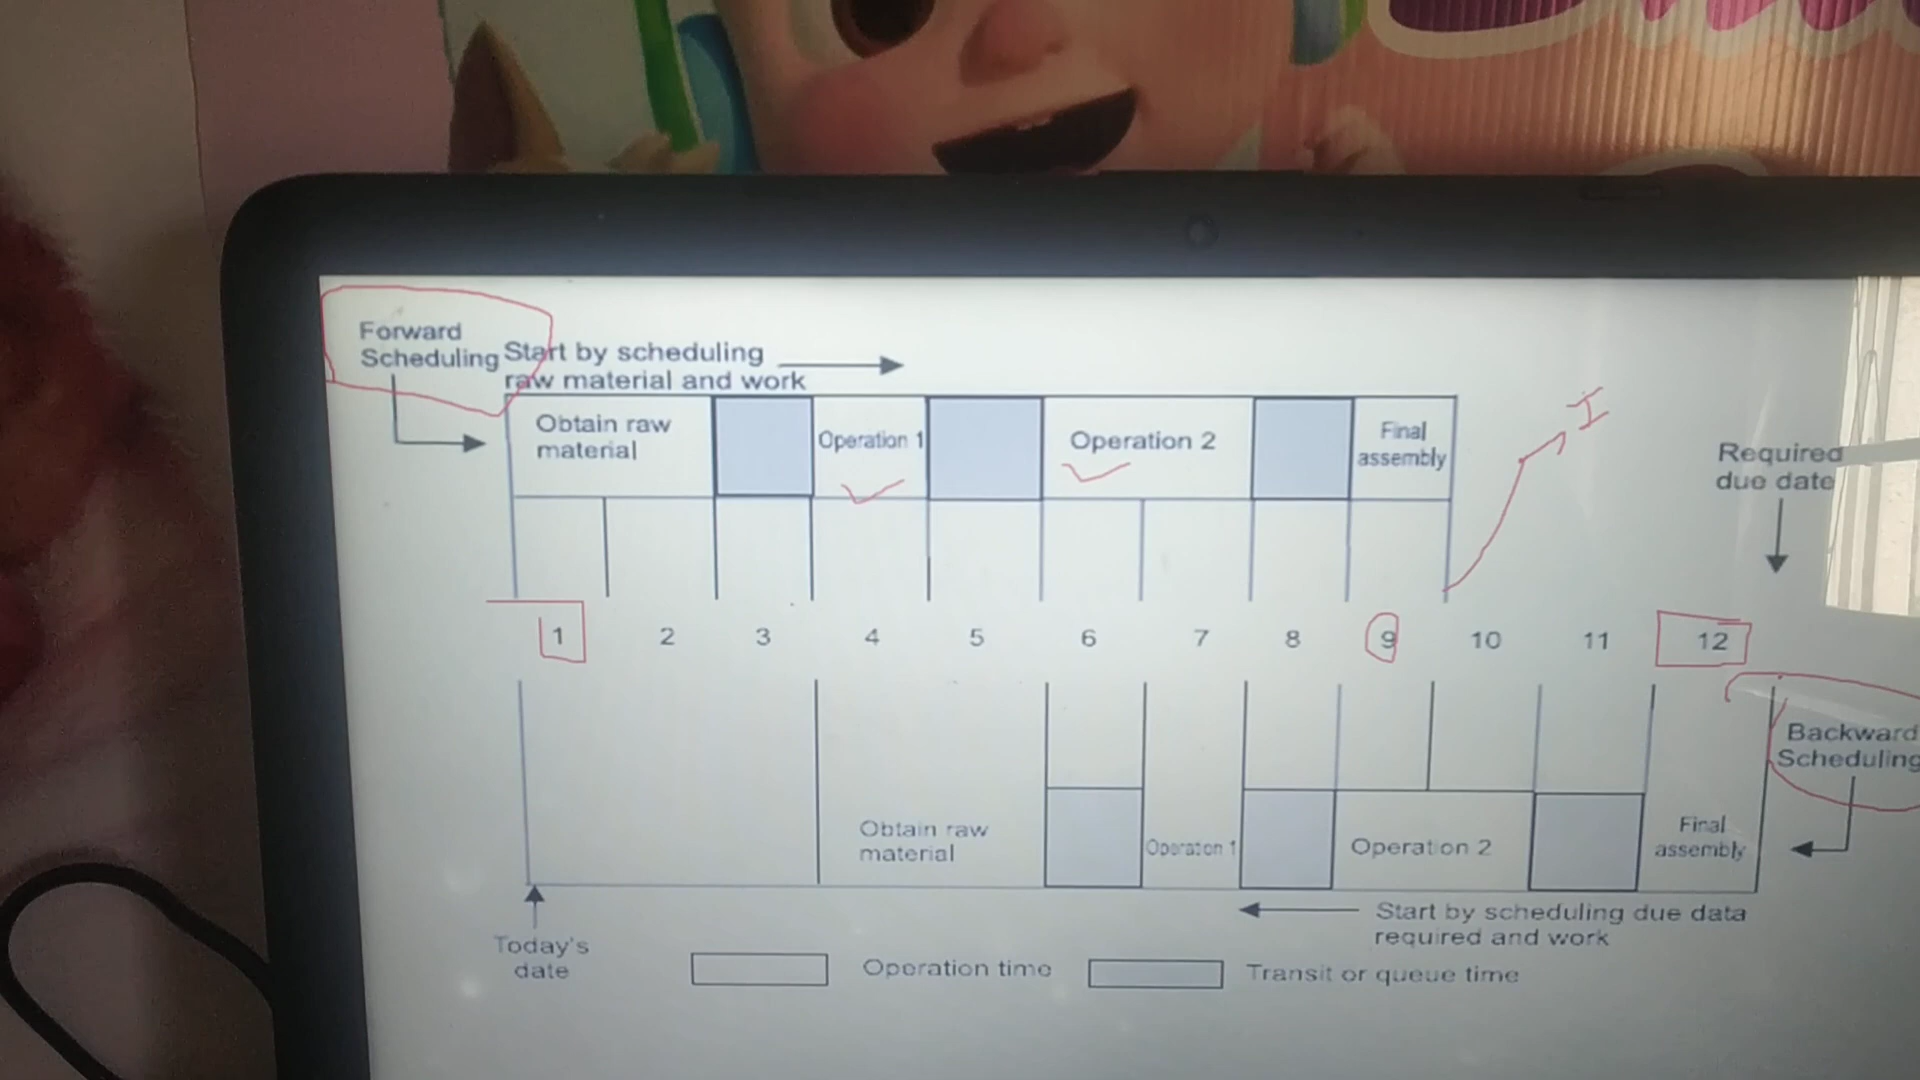 Forward
Scheduling
Start by scheduling
raw material and work
Obtain raw
material
Operation 1
Operation 2
Final
assembly
Required
due date
1 2 3 4 5 6 7 8 9 10 11 12
Backward
Scheduling
Obtain raw
material
Operaton 1
Operation 2
Final
assembly
Start by scheduling due data
required and work
Today's
date
Operation time
Transit or queue time